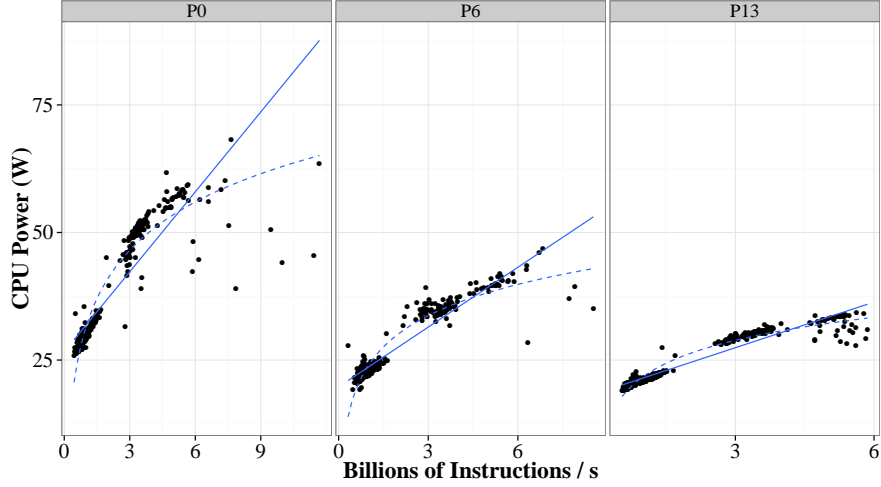 P0 P6 P13
75
50
25
CPU Power (W)
0 3 6 9 0 3 6 3 6
Billions of Instructions / s